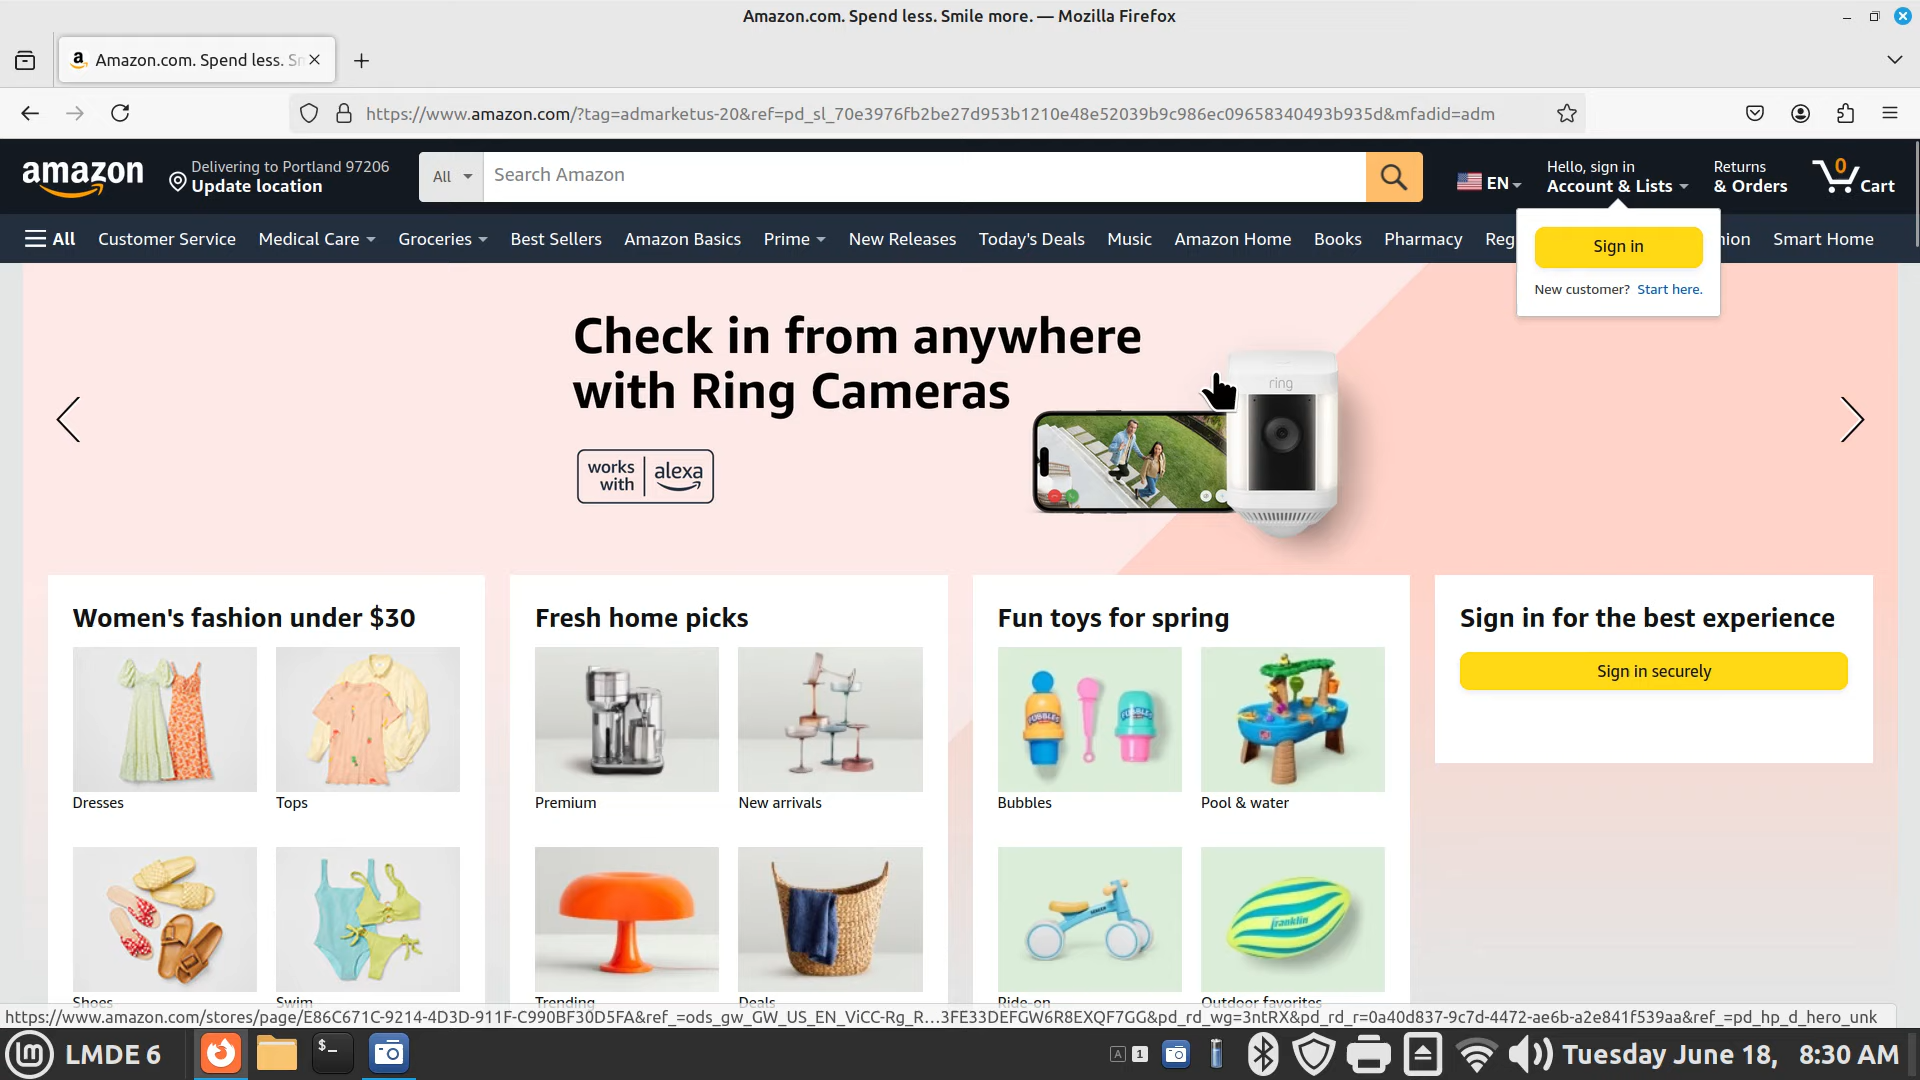 Amazon.com. Spend less. Smile more. — Mozilla Firefox
Amazon.com. Spend less. Sm
https://www.amazon.com/?tag=admarketus-20&ref=pd_sl_70e3976fb2be27d953b1210e48e52039b9c986ec09658340493b935d&mfadid=adm
amazon
Delivering to Portland 97206
Update location
All
Search Amazon
EN
Hello, sign in
Account & Lists
Returns
& Orders
0
Cart
All
Customer Service
Medical Care
Groceries
Best Sellers
Amazon Basics
Prime
New Releases
Today's Deals
Music
Amazon Home
Books
Pharmacy
Reg
hion
Smart Home
Sign in
New customer? Start here.
Check in from anywhere
with Ring Cameras
works
with
alexa
ring
Women's fashion under $30
Fresh home picks
Fun toys for spring
Sign in for the best experience
Sign in securely
BUBBLES
BUBBLES
Dresses
Tops
Premium
New arrivals
Bubbles
Pool & water
franklin
Shoes
Swim
Trending
Deals
Ride-on
Outdoor favorites
https://www.amazon.com/stores/page/E86C671C-9214-4D3D-911F-C990BF30D5FA&ref_=ods_gw_GW_US_EN_ViCC-Rg_R…3FE33DEFGW6R8EXQF7GG&pd_rd_wg=3ntRX&pd_rd_r=0a40d837-9c7d-4472-ae6b-a2e841f539aa&ref_=pd_hp_d_hero_unk
LMDE 6
$_
A
1
Tuesday June 18, 8:30 AM